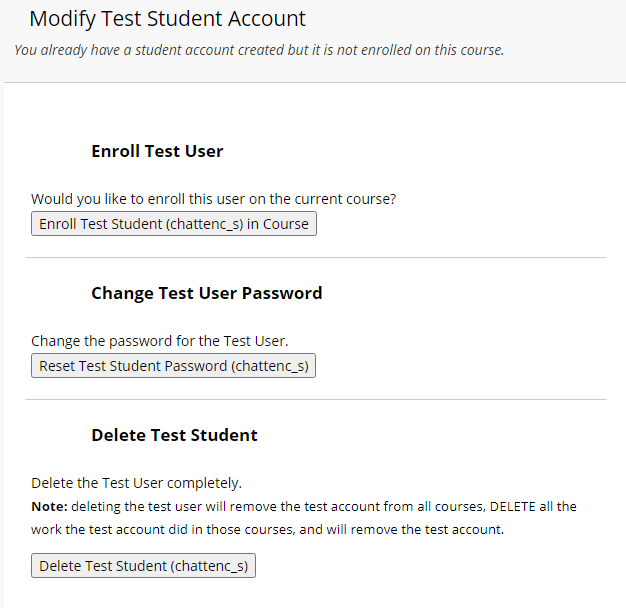 Modify Test Student Account
You already have a student account created but it is not enrolled on this course.
Enroll Test User
Would you like to enroll this user on the current course?
Enroll Test Student (chattenc_s) in Course
Change Test User Password
Change the password for the Test User.
Reset Test Student Password (chattenc_s)
Delete Test Student
Delete the Test User completely.
Note: deleting the test user will remove the test account from all courses, DELETE all the
work the test account did in those courses, and will remove the test account.
Delete Test Student (chattenc_s)